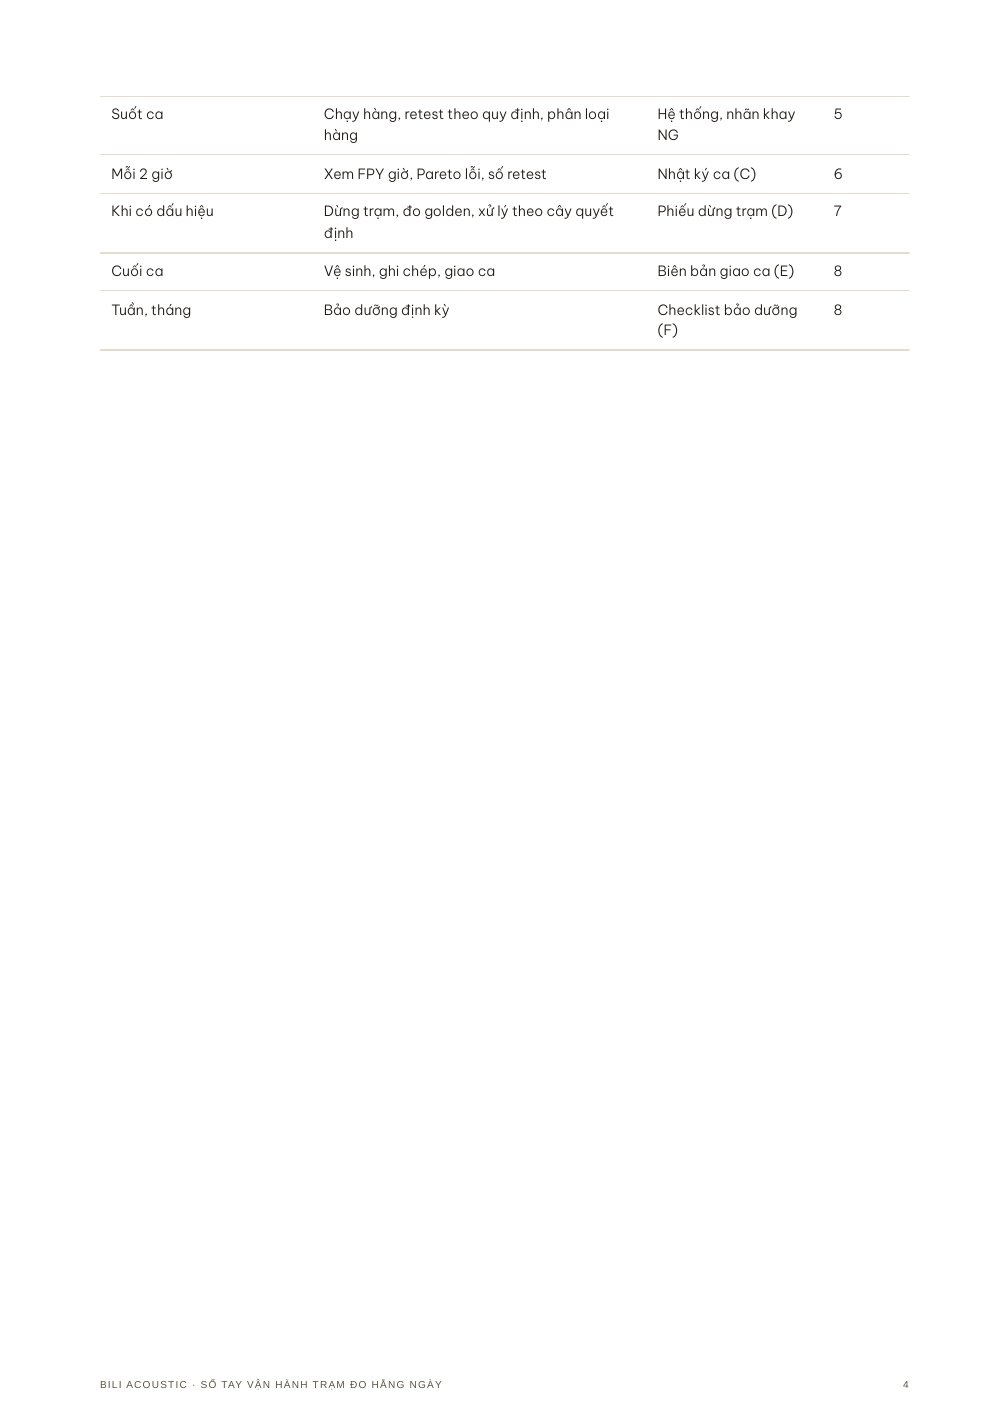 Suốt ca Chạy hàng, retest theo quy định, phân loại Hệ thống, nhãn khay 5
hàng NG
Mỗi 2 giờ Xem FPY giờ, Pareto lỗi, số retest Nhật ký ca (C) 6
Khi có dấu hiệu Dừng trạm, đo golden, xử lý theo cây quyết Phiếu dừng trạm (D) 7
định
Cuối ca Vệ sinh, ghi chép, giao ca Biên bản giao ca (E) 8
Tuần, tháng Bảo dưỡng định kỳ Checklist bảo dưỡng 8
(F)
BILI ACOUSTIC · SỔ TAY VẬN HÀNH TRẠM ĐO HẰNG NGÀY 4